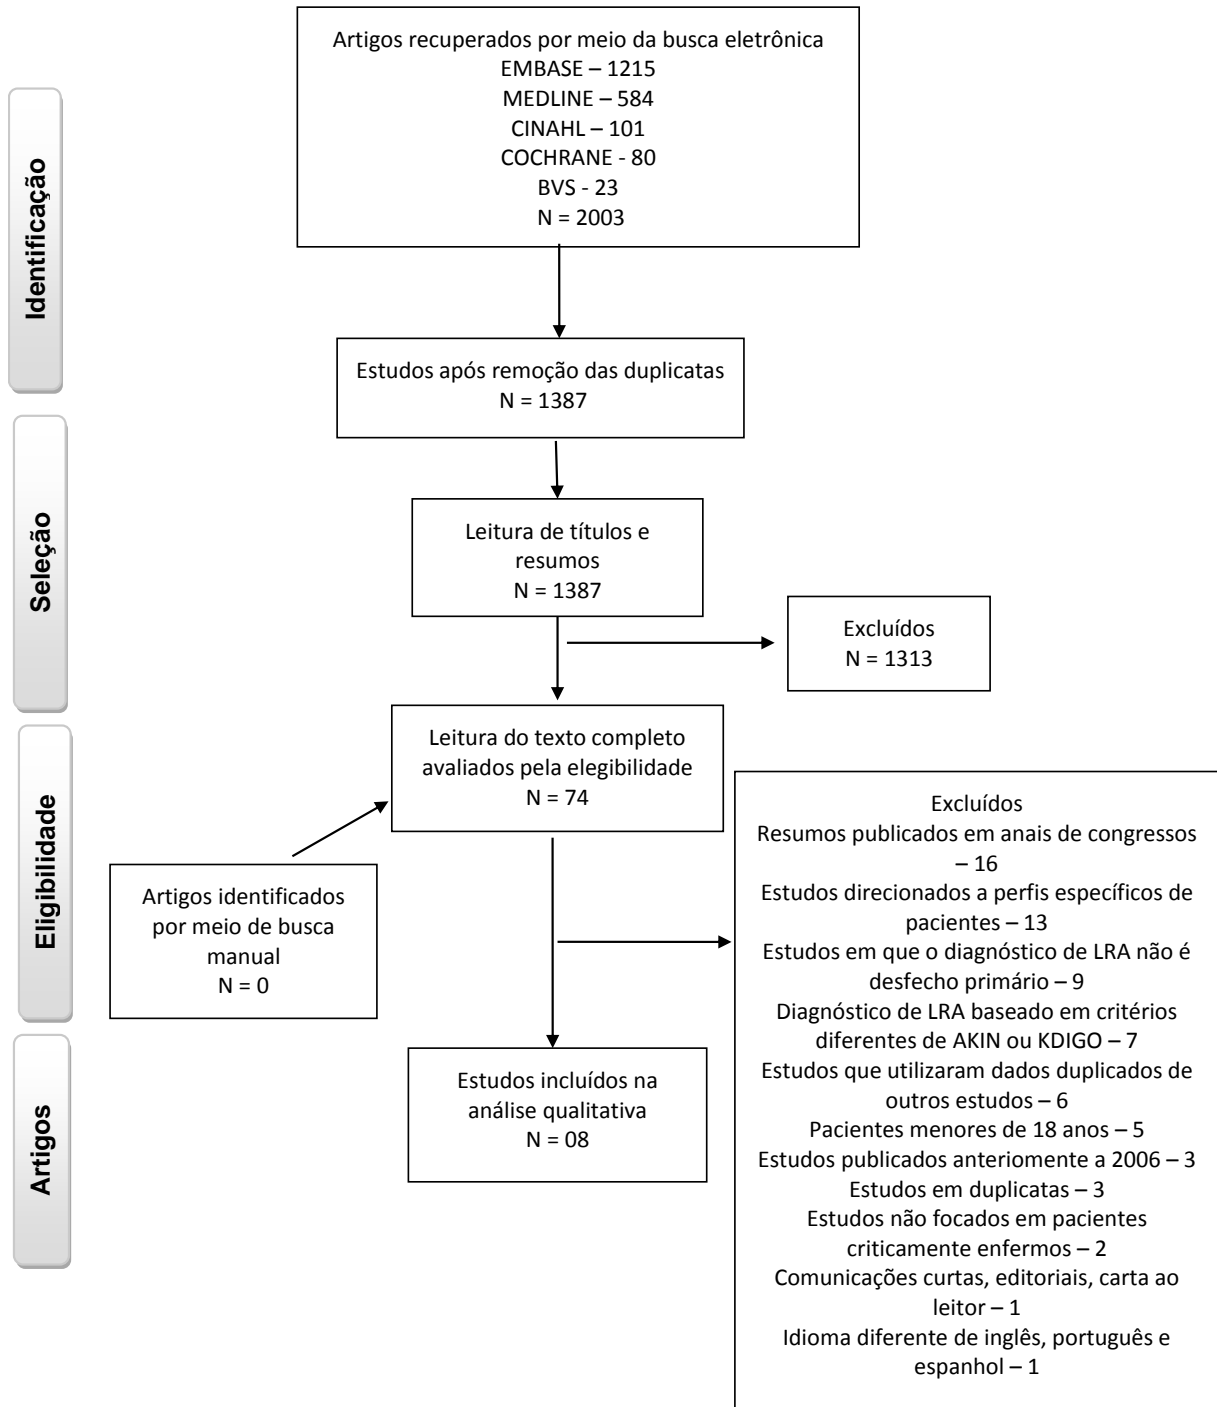 Identificação
Artigos recuperados por meio da busca eletrônica
EMBASE – 1215
MEDLINE – 584
CINAHL – 101
COCHRANE - 80
BVS - 23
N = 2003
Estudos após remoção das duplicatas
N = 1387
Seleção
Leitura de títulos e
resumos
N = 1387
Excluídos
N = 1313
Eligibilidade
Leitura do texto completo
avaliados pela elegibilidade
N = 74
Artigos identificados
por meio de busca
manual
N = 0
Excluídos
Resumos publicados em anais de congressos
– 16
Estudos direcionados a perfis específicos de
pacientes – 13
Estudos em que o diagnóstico de LRA não é
desfecho primário – 9
Diagnóstico de LRA baseado em critérios
diferentes de AKIN ou KDIGO – 7
Estudos que utilizaram dados duplicados de
outros estudos – 6
Pacientes menores de 18 anos – 5
Estudos publicados anteriomente a 2006 – 3
Estudos em duplicatas – 3
Estudos não focados em pacientes
criticamente enfermos – 2
Comunicações curtas, editoriais, carta ao
leitor – 1
Idioma diferente de inglês, português e
espanhol – 1
Artigos
Estudos incluídos na
análise qualitativa
N = 08